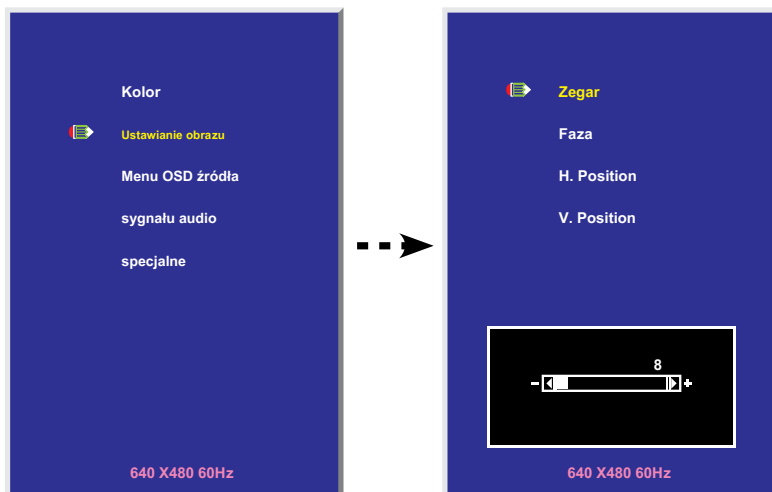 Kolor
Ustawianie obrazu
Menu OSD źródła
sygnału audio
specjalne
640 X480 60Hz
Zegar
Faza
H. Position
V. Position
8
- +
640 X480 60Hz